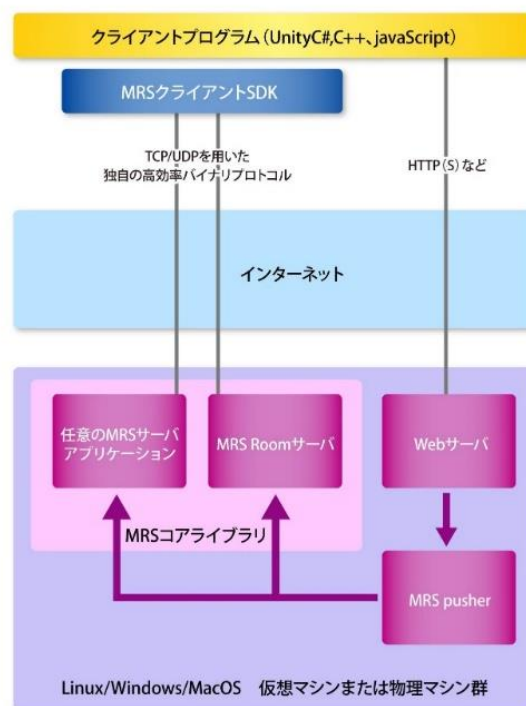 クライアントプログラム（UnityC#,C++、javaScript）
MRSクライアントSDK
TCP/UDPを用いた
独自の高効率バイナリプロトコル
HTTP（S）など
インターネット
任意のMRSサーバ
アプリケーション
MRS Roomサーバ
Webサーバ
MRSコアライブラリ
MRS pusher
Linux/Windows/MacOS　仮想マシンまたは物理マシン群